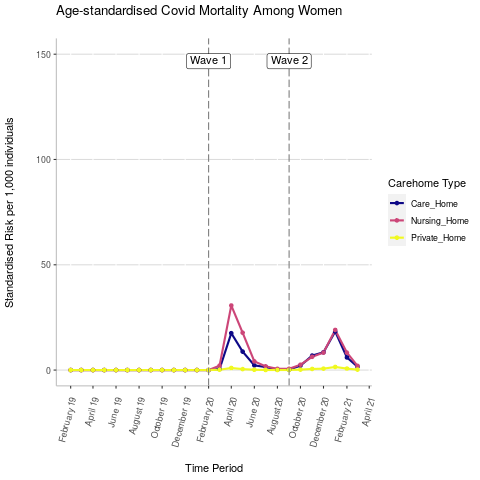 Age-standardised Covid Mortality Among Women
Standardised Risk per 1,000 individuals
150
100
50
0
Wave 1
Wave 2
February 19
April 19
June 19
August 19
October 19
December 19
February 20
April 20
June 20
August 20
October 20
December 20
February 21
April 21
Time Period
Carehome Type
Care_Home
Nursing_Home
Private_Home